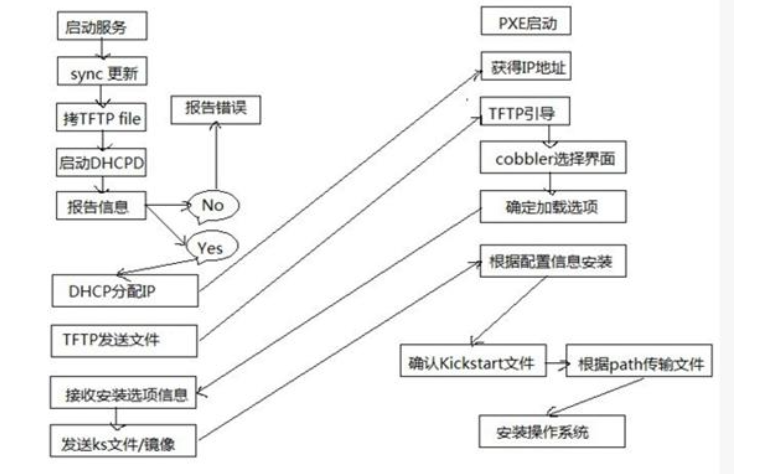 启动服务
sync 更新
拷TFTP file
启动DHCPD
报告信息
报告错误
No
Yes
DHCP分配IP
TFTP发送文件
接收安装选项信息
发送ks文件/镜像
PXE启动
获得IP地址
TFTP引导
cobbler选择界面
确定加载选项
根据配置信息安装
确认Kickstart文件
根据path传输文件
安装操作系统